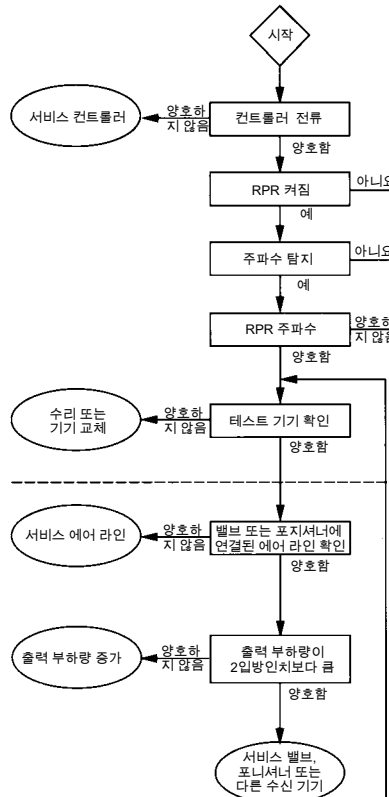 시작
서비스 컨트롤러
양호하
지 않음
컨트롤러 전류
양호함
RPR 켜짐
아니요
예
주파수 탐지
아니요
예
RPR 주파수
양호하
지 않음
양호함
수리 또는
기기 교체
양호하
지 않음
테스트 기기 확인
양호함
서비스 에어 라인
양호하
지 않음
밸브 또는 포지셔너에
연결된 에어 라인 확인
양호함
출력 부하량 증가
양호하
지 않음
출력 부하량이
2입방인치보다 큼
양호함
서비스 밸브,
포니셔너 또는
다른 수신 기기